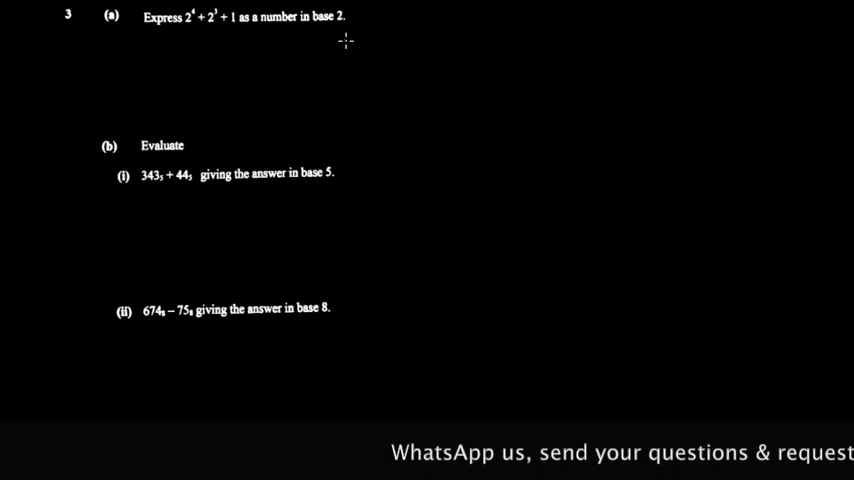 3 (a) Express 2⁴ + 2³ + 1 as a number in base 2.
(b) Evaluate
(i) 343₅ + 44₅ giving the answer in base 5.
(ii) 674₈ – 75₈ giving the answer in base 8.
WhatsApp us, send your questions & request